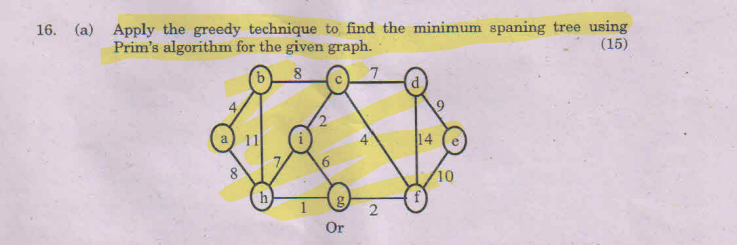 16. (a) Apply the greedy technique to find the minimum spaning tree using
Prim's algorithm for the given graph. (15)
b 8 c 7 d
4 9
2
a 11 i 4 14 e
8 7 6 10
h 1 g 2 f
Or